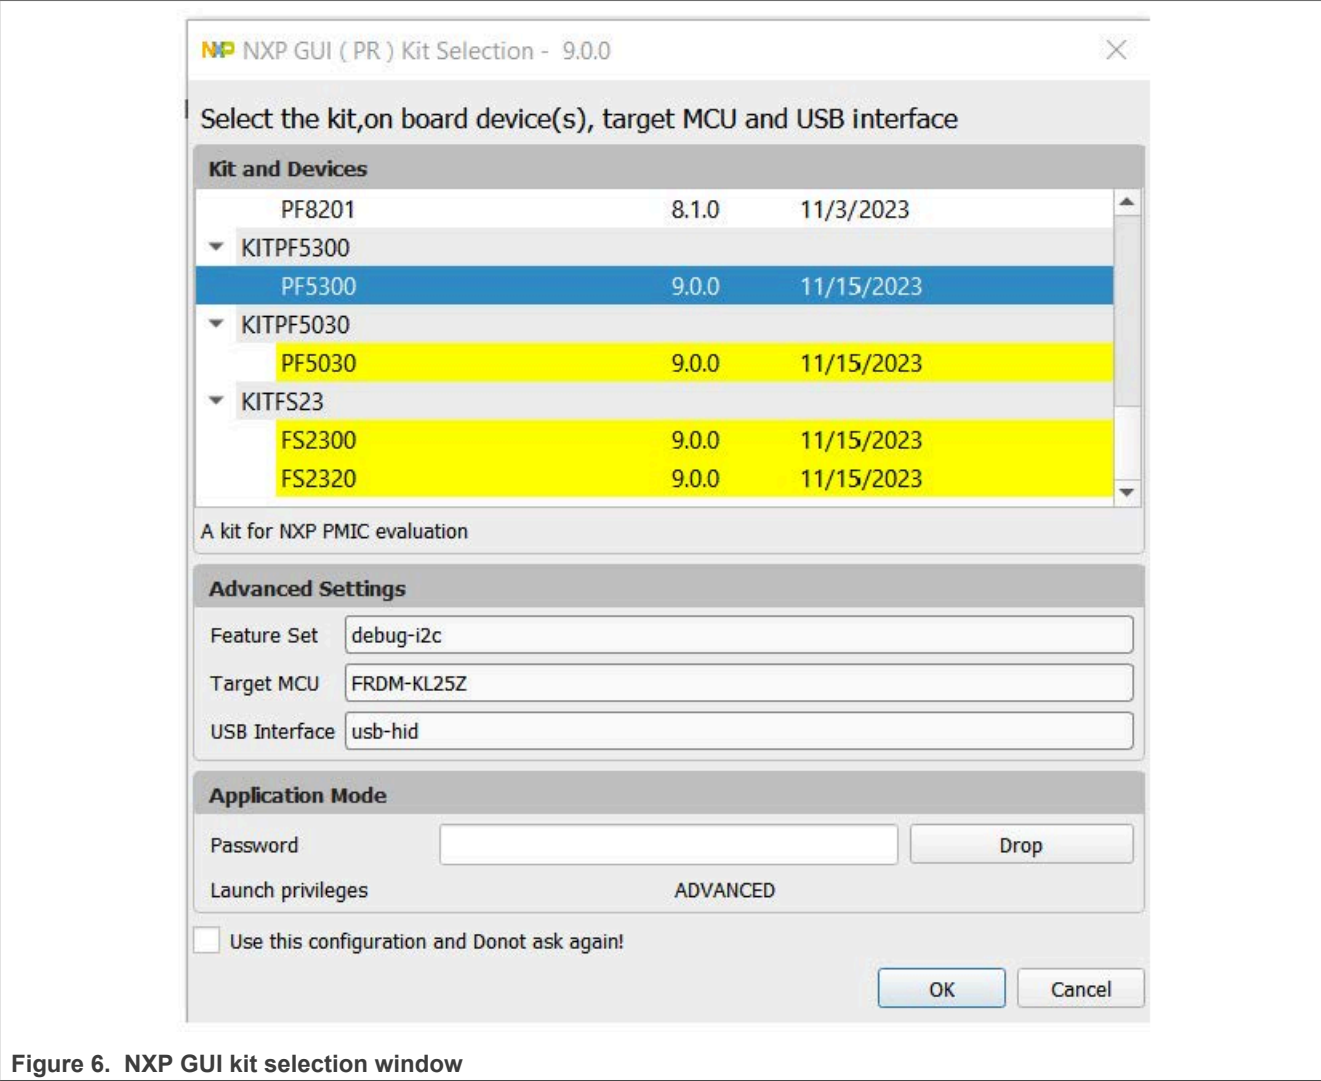 NXP NXP GUI ( PR ) Kit Selection - 9.0.0
Select the kit,on board device(s), target MCU and USB interface
Kit and Devices
PF8201 8.1.0 11/3/2023
KITPF5300
PF5300 9.0.0 11/15/2023
KITPF5030
PF5030 9.0.0 11/15/2023
KITFS23
FS2300 9.0.0 11/15/2023
FS2320 9.0.0 11/15/2023
A kit for NXP PMIC evaluation
Advanced Settings
Feature Set debug-i2c
Target MCU FRDM-KL25Z
USB Interface usb-hid
Application Mode
Password Drop
Launch privileges ADVANCED
Use this configuration and Donot ask again!
OK Cancel
Figure 6. NXP GUI kit selection window